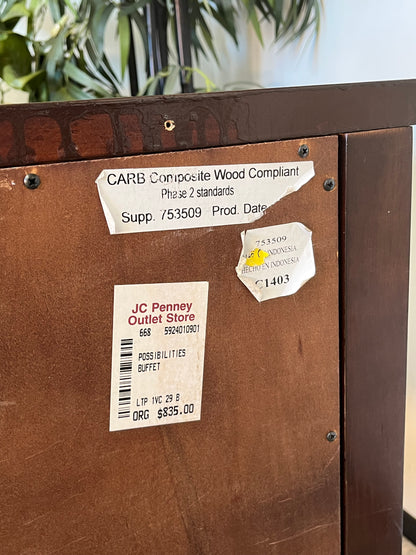 CARB Composite Wood Compliant
Phase 2 standards
Supp. 753509 Prod. Date
753509
INDONESIA
HECHO EN INDONESIA
C1403
JC Penney
Outlet Store
668 5924010901
POSSIBILITIES
BUFFET
LTP 1VC 29 B
ORG $835.00